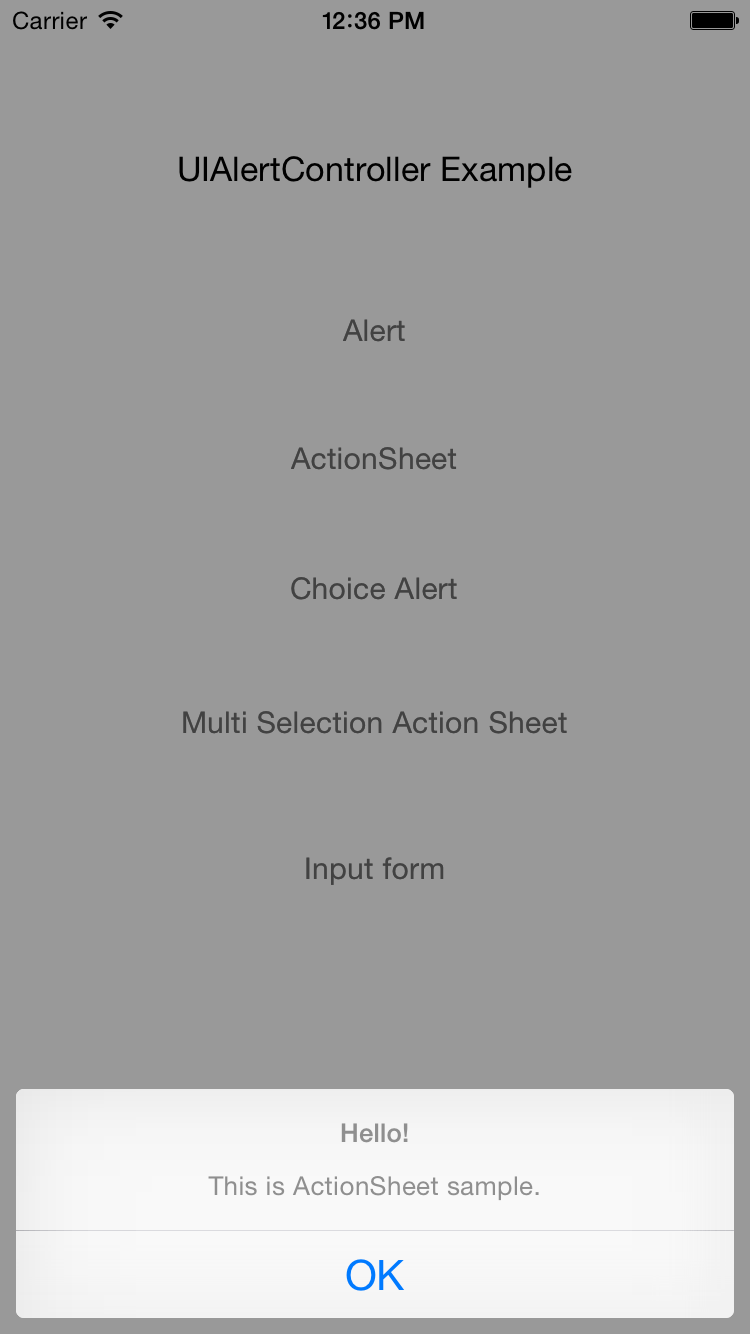 Carrier 12:36 PM
UIAlertController Example
Alert
ActionSheet
Choice Alert
Multi Selection Action Sheet
Input form
Hello!
This is ActionSheet sample.
OK